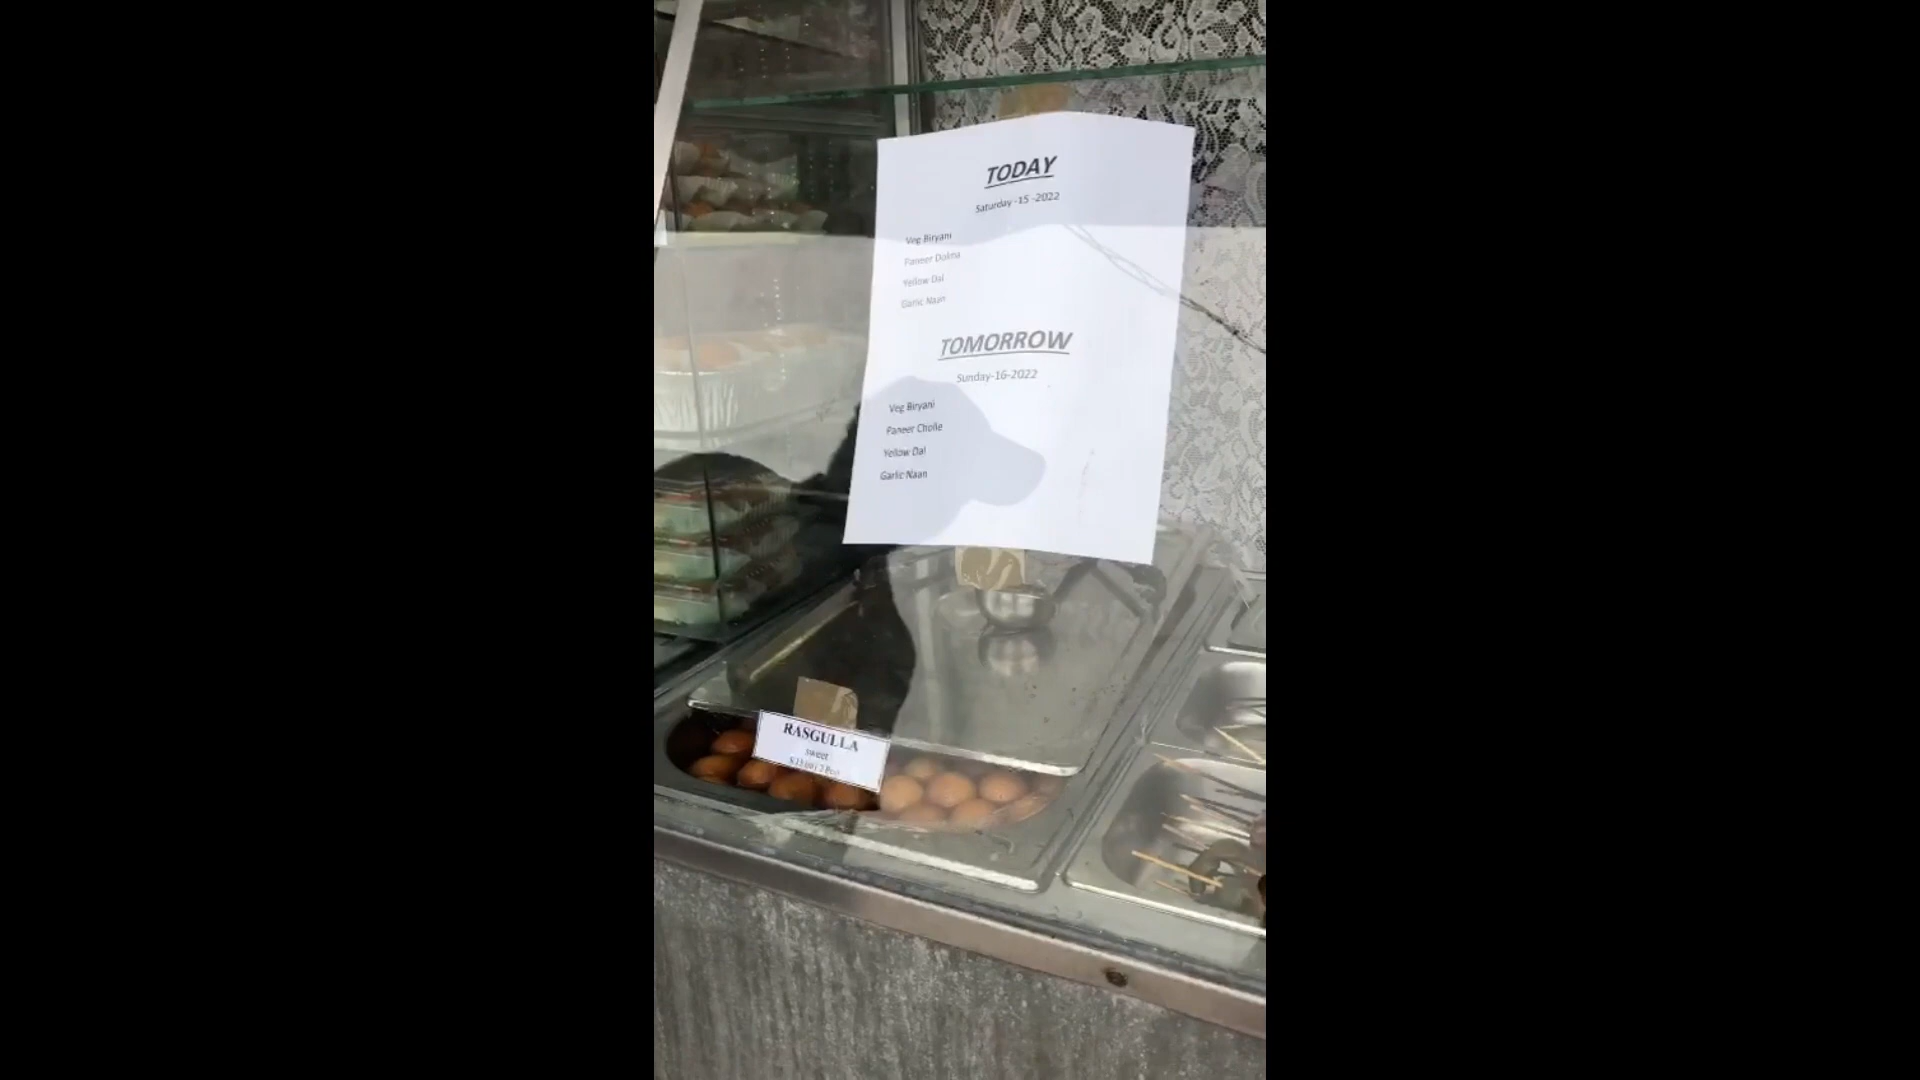 TODAY
Saturday -15 -2022
Veg Biryani
Paneer Dolma
Yellow Dal
Garlic Naan
TOMORROW
Sunday-16-2022
Veg Biryani
Paneer Cholle
Yellow Dal
Garlic Naan
RASGULLA
sweet